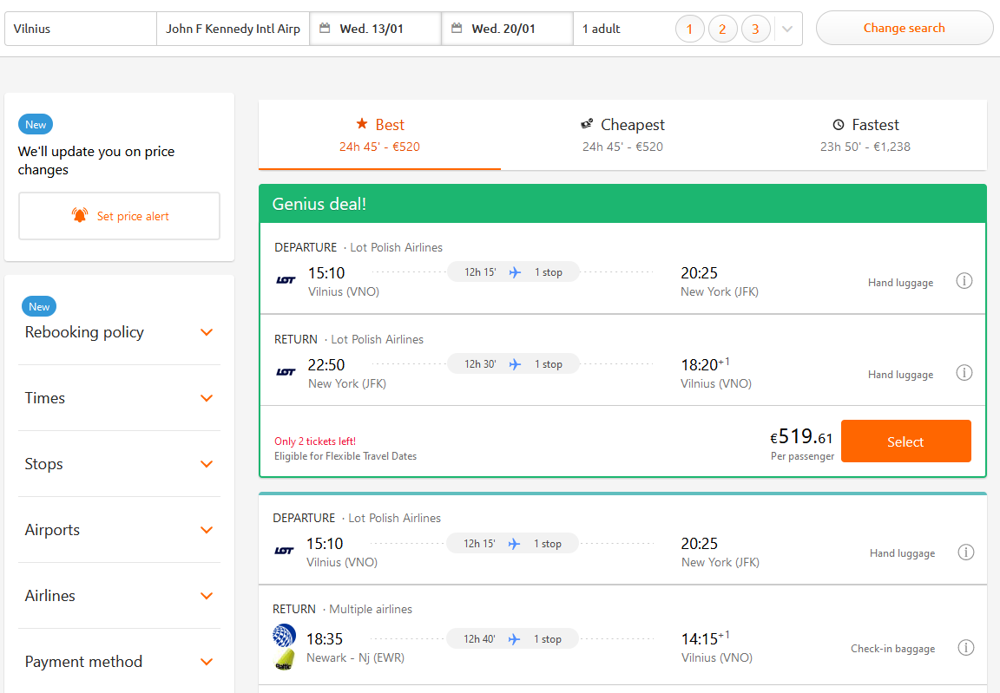 Vilnius
John F Kennedy Intl Airp
Wed. 13/01
Wed. 20/01
1 adult
1
2
3
Change search
New
We'll update you on price
changes
Set price alert
New
Rebooking policy
Times
Stops
Airports
Airlines
Payment method
Best
24h 45' - €520
Cheapest
24h 45' - €520
Fastest
23h 50' - €1,238
Genius deal!
DEPARTURE · Lot Polish Airlines
LOT
15:10
Vilnius (VNO)
12h 15'
1 stop
20:25
New York (JFK)
Hand luggage
RETURN · Lot Polish Airlines
LOT
22:50
New York (JFK)
12h 30'
1 stop
18:20+1
Vilnius (VNO)
Hand luggage
Only 2 tickets left!
Eligible for Flexible Travel Dates
€519.61
Per passenger
Select
DEPARTURE · Lot Polish Airlines
LOT
15:10
Vilnius (VNO)
12h 15'
1 stop
20:25
New York (JFK)
Hand luggage
RETURN · Multiple airlines
Baltic
18:35
Newark - Nj (EWR)
12h 40'
1 stop
14:15+1
Vilnius (VNO)
Check-in baggage